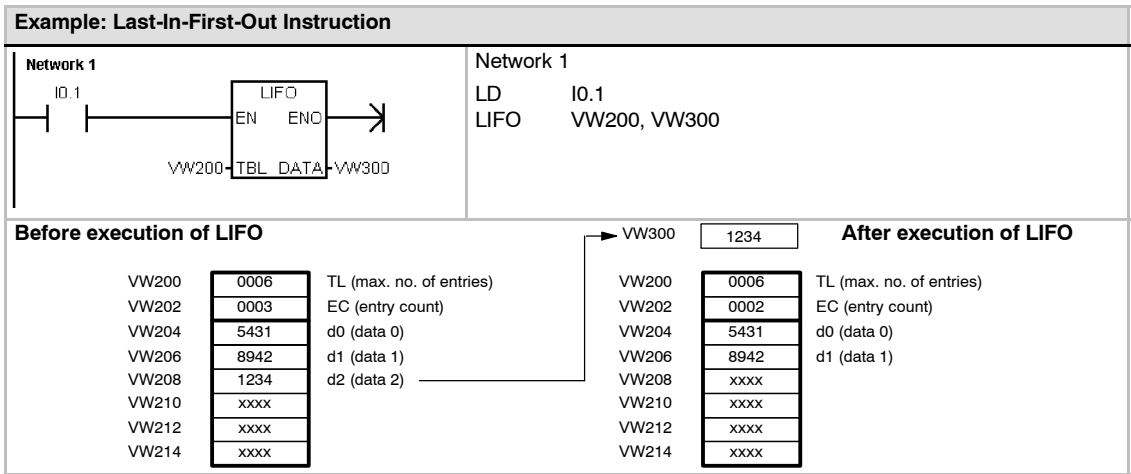 Example: Last-In-First-Out Instruction
Network 1
I0.1
LIFO
EN ENO
VW200 TBL DATA VW300
Network 1
LD I0.1
LIFO VW200, VW300
Before execution of LIFO
VW300 1234
After execution of LIFO
VW200 0006 TL (max. no. of entries)
VW202 0003 EC (entry count)
VW204 5431 d0 (data 0)
VW206 8942 d1 (data 1)
VW208 1234 d2 (data 2)
VW210 xxxx
VW212 xxxx
VW214 xxxx
VW200 0006 TL (max. no. of entries)
VW202 0002 EC (entry count)
VW204 5431 d0 (data 0)
VW206 8942 d1 (data 1)
VW208 xxxx
VW210 xxxx
VW212 xxxx
VW214 xxxx